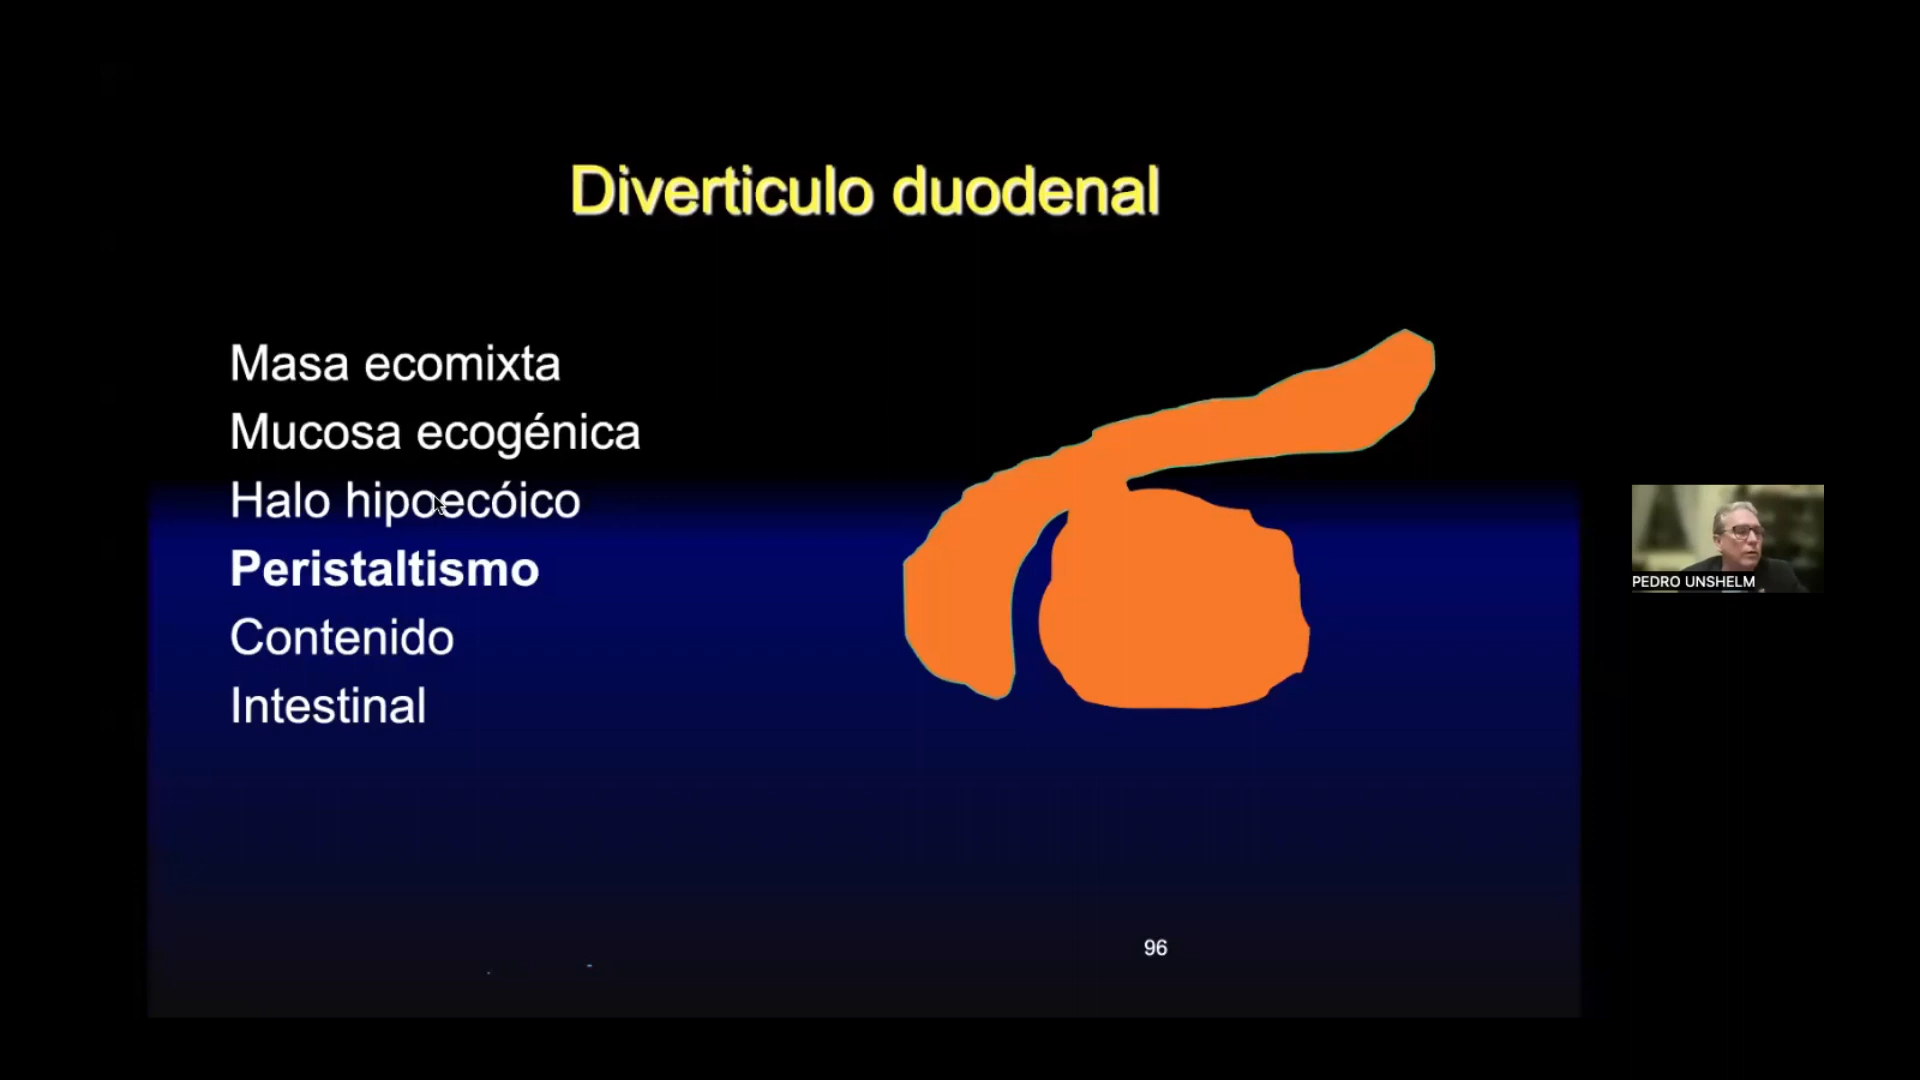 Diverticulo duodenal
Masa ecomixta
Mucosa ecogénica
Halo hipoecóico
Peristaltismo
Contenido
Intestinal
PEDRO UNSHELM
96